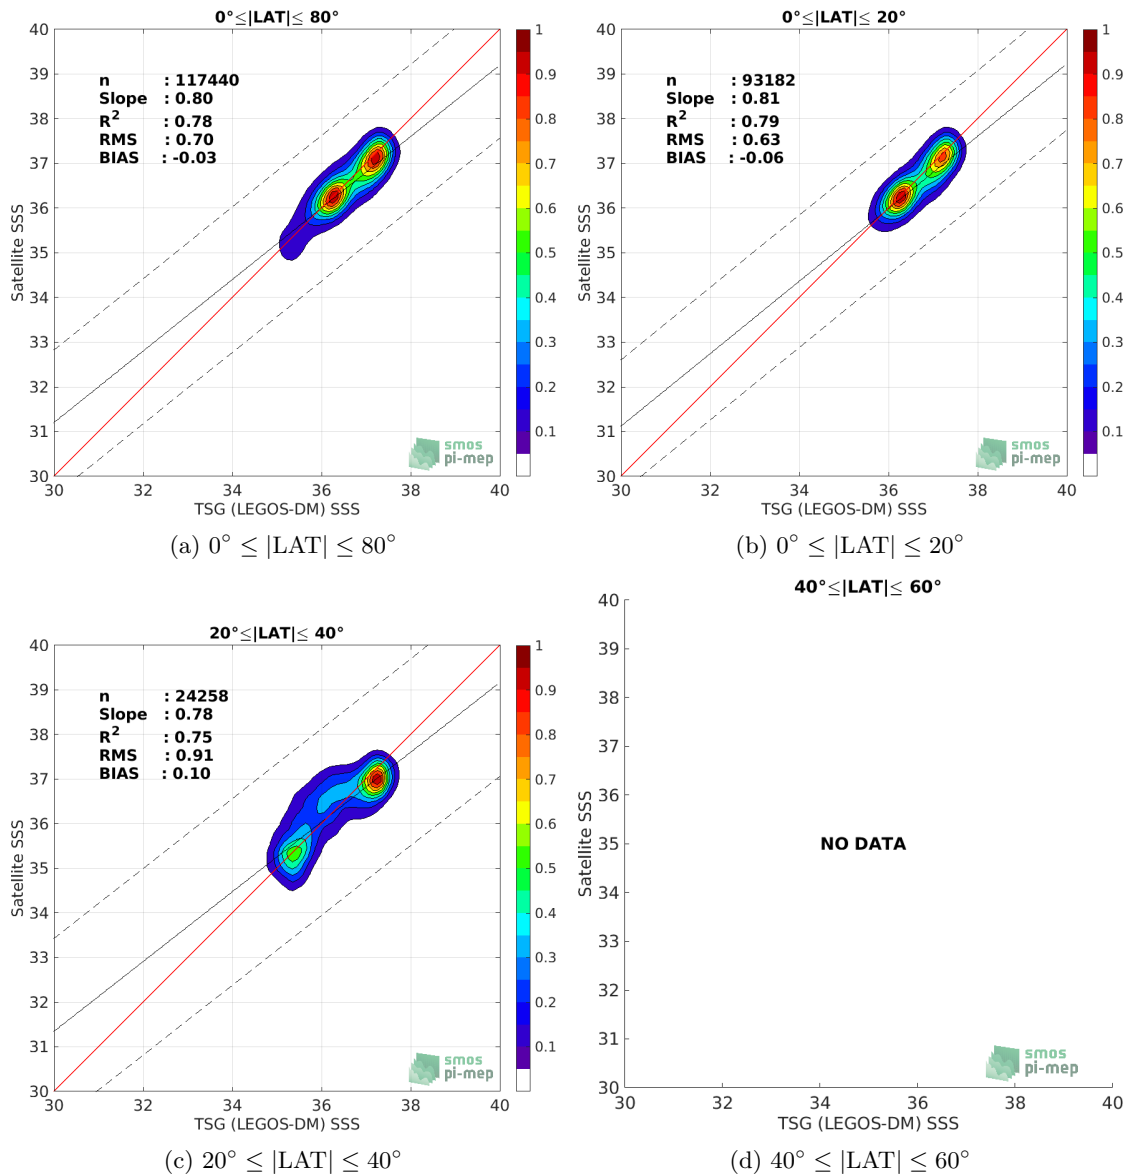 0°≤|LAT|≤ 80°
n : 117440
Slope : 0.80
R² : 0.78
RMS : 0.70
BIAS : -0.03
40
39
38
37
36
35
34
33
32
31
30
Satellite SSS
30 32 34 36 38 40
TSG (LEGOS-DM) SSS
1
0.9
0.8
0.7
0.6
0.5
0.4
0.3
0.2
0.1
smos
pi-mep
(a) 0° ≤ |LAT| ≤ 80°
0°≤|LAT|≤ 20°
n : 93182
Slope : 0.81
R² : 0.79
RMS : 0.63
BIAS : -0.06
40
39
38
37
36
35
34
33
32
31
30
Satellite SSS
30 32 34 36 38 40
TSG (LEGOS-DM) SSS
1
0.9
0.8
0.7
0.6
0.5
0.4
0.3
0.2
0.1
smos
pi-mep
(b) 0° ≤ |LAT| ≤ 20°
20°≤|LAT|≤ 40°
n : 24258
Slope : 0.78
R² : 0.75
RMS : 0.91
BIAS : 0.10
40
39
38
37
36
35
34
33
32
31
30
Satellite SSS
30 32 34 36 38 40
TSG (LEGOS-DM) SSS
1
0.9
0.8
0.7
0.6
0.5
0.4
0.3
0.2
0.1
smos
pi-mep
(c) 20° ≤ |LAT| ≤ 40°
40°≤|LAT|≤ 60°
40
39
38
37
36
35
34
33
32
31
30
Satellite SSS
NO DATA
30 32 34 36 38 40
TSG (LEGOS-DM) SSS
smos
pi-mep
(d) 40° ≤ |LAT| ≤ 60°